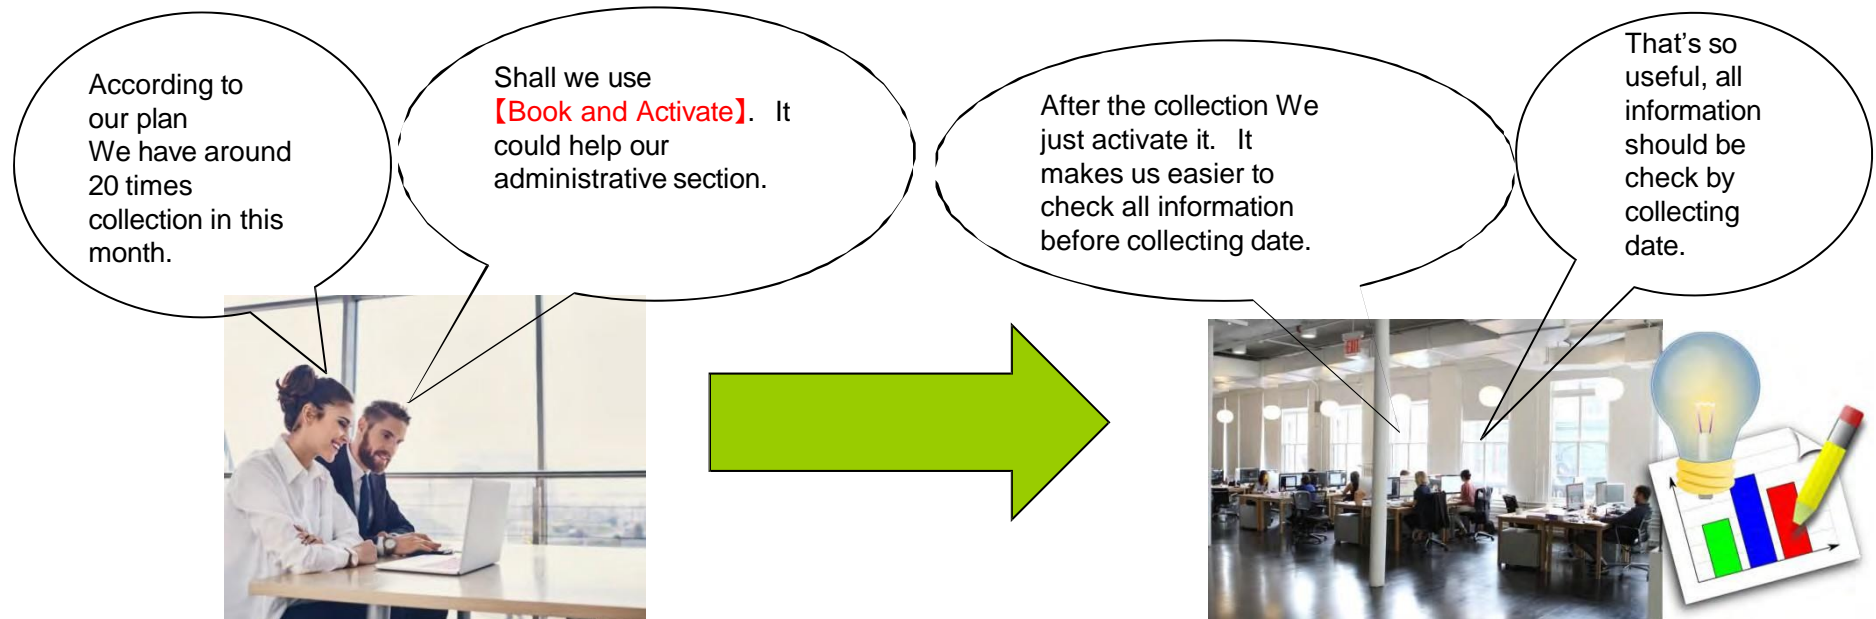 According to
our plan
We have around
20 times
collection in this
month.
Shall we use
【Book and Activate】. It
could help our
administrative section.
After the collection We
just activate it. It
makes us easier to
check all information
before collecting date.
That's so
useful, all
information
should be
check by
collecting
date.
EXIT